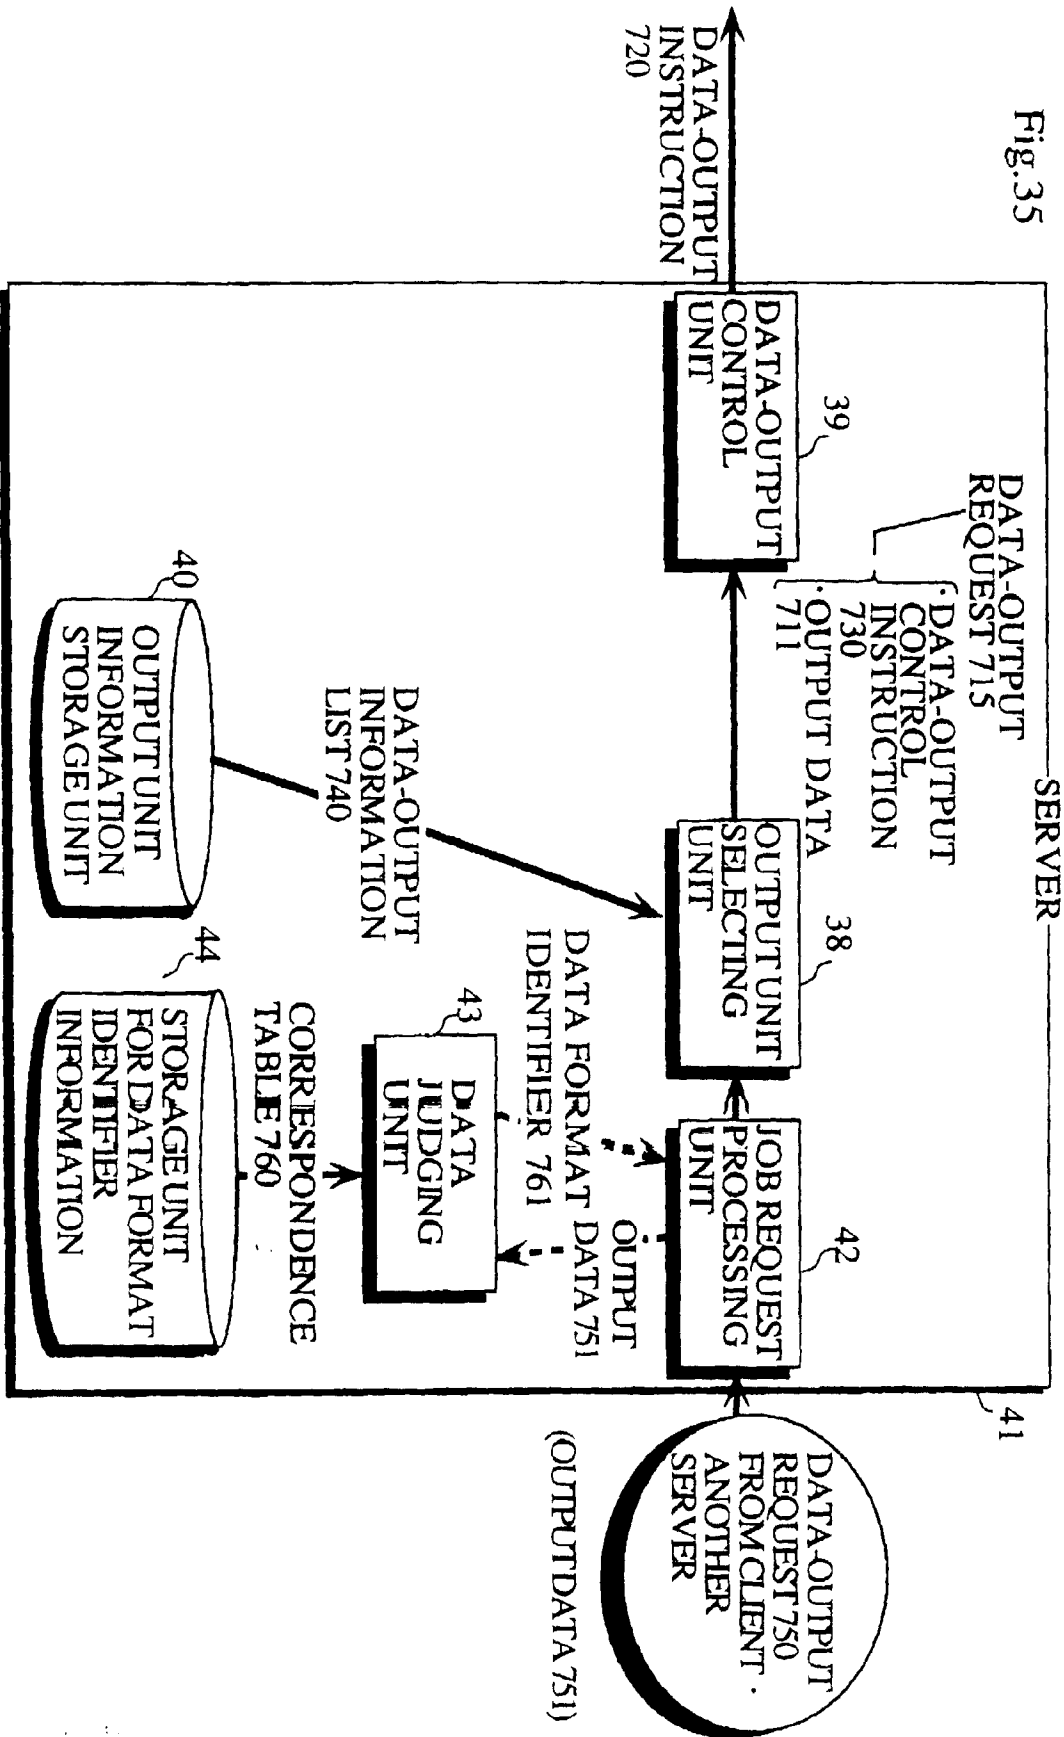 Fig.35
SERVER
41
DATA-OUTPUT
REQUEST 715
· DATA-OUTPUT
CONTROL
INSTRUCTION
730
· OUTPUT DATA
711
DATA-OUTPUT
INSTRUCTION
720
39
DATA-OUTPUT
CONTROL
UNIT
38
OUTPUT UNIT
SELECTING
UNIT
42
JOB REQUEST
PROCESSING
UNIT
DATA-OUTPUT
REQUEST 750
FROM CLIENT ·
ANOTHER
SERVER
(OUTPUT DATA 751)
DATA FORMAT
IDENTIFIER 761
OUTPUT
DATA 751
43
DATA
JUDGING
UNIT
DATA-OUTPUT
INFORMATION
LIST 740
CORRESPONDENCE
TABLE 760
40
OUTPUT UNIT
INFORMATION
STORAGE UNIT
44
STORAGE UNIT
FOR DATA FORMAT
IDENTIFIER
INFORMATION